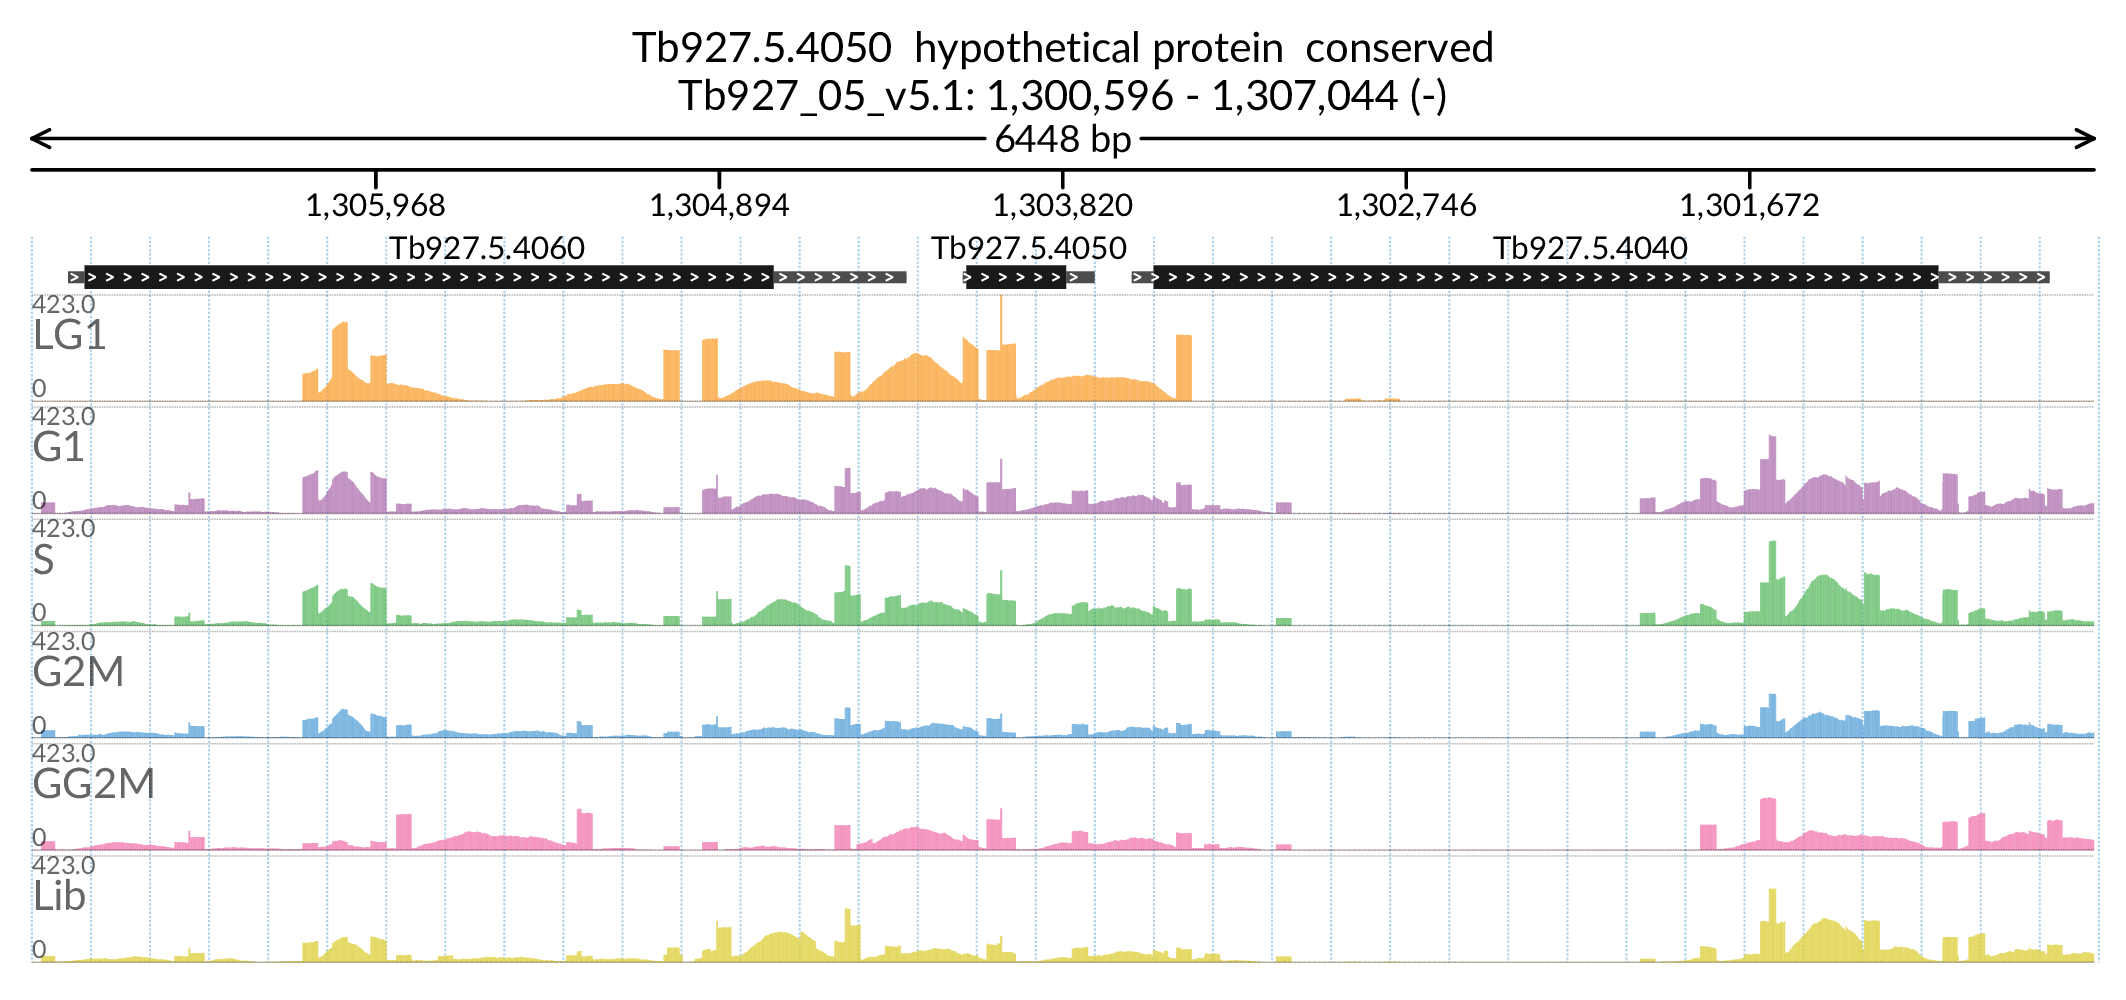 Tb927.5.4050  hypothetical protein  conserved
Tb927_05_v5.1: 1,300,596 - 1,307,044 (-)
6448 bp
1,305,968 1,304,894 1,303,820 1,302,746 1,301,672
Tb927.5.4060 Tb927.5.4050 Tb927.5.4040
423.0
LG1
0
423.0
G1
0
423.0
S
0
423.0
G2M
0
423.0
GG2M
0
423.0
Lib
0